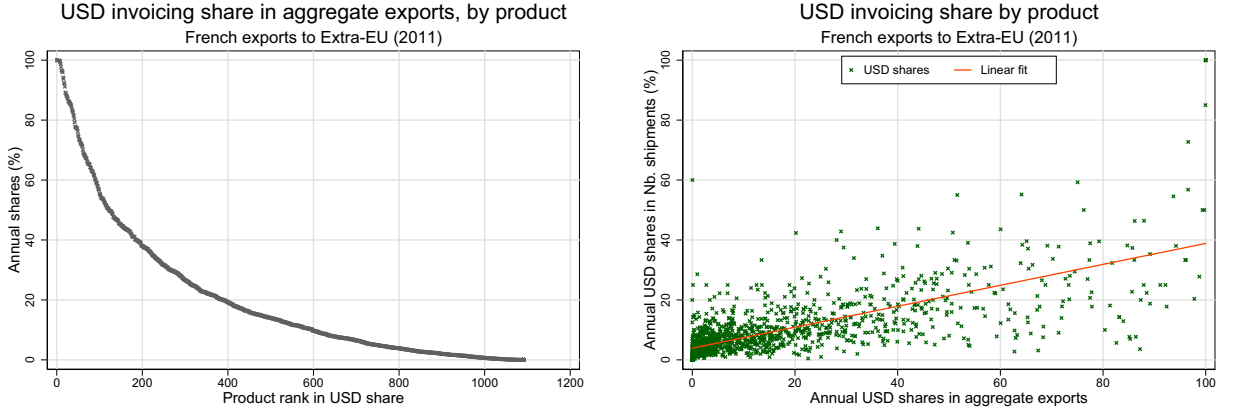 USD invoicing share in aggregate exports, by product
French exports to Extra-EU (2011)
Annual shares (%)
100
80
60
40
20
0
0 200 400 600 800 1000 1200
Product rank in USD share
USD invoicing share by product
French exports to Extra-EU (2011)
USD shares Linear fit
Annual USD shares in Nb. shipments (%)
100
80
60
40
20
0
0 20 40 60 80 100
Annual USD shares in aggregate exports